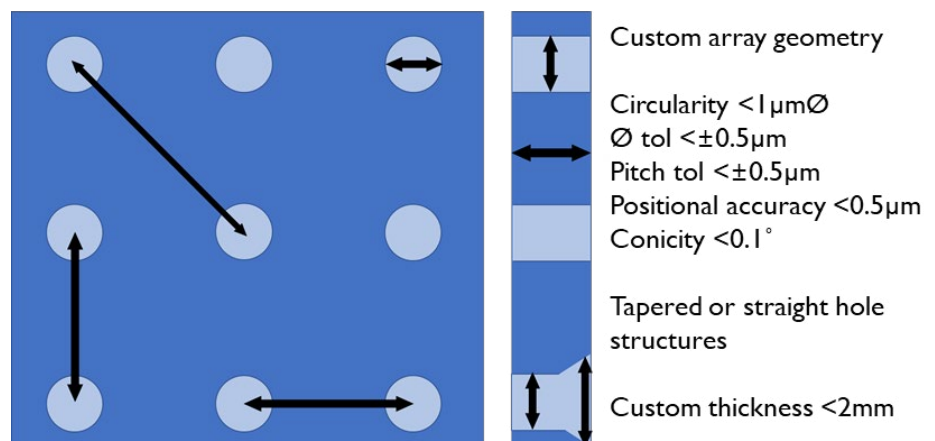 Custom array geometry
Circularity <1µmØ
Ø tol <±0.5µm
Pitch tol <±0.5µm
Positional accuracy <0.5µm
Conicity <0.1°
Tapered or straight hole
structures
Custom thickness <2mm